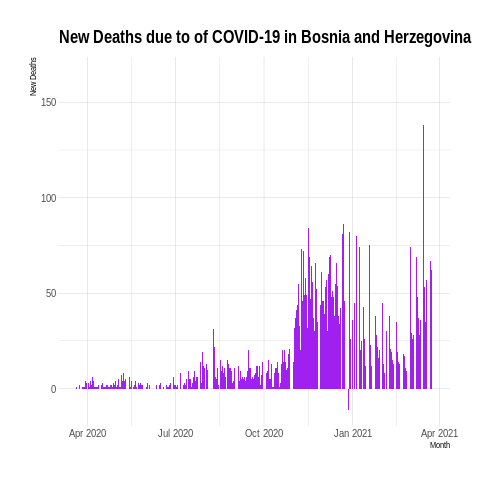 New Deaths due to of COVID-19 in Bosnia and Herzegovina
New Deaths
150
100
50
0
Apr 2020
Jul 2020
Oct 2020
Jan 2021
Apr 2021
Month